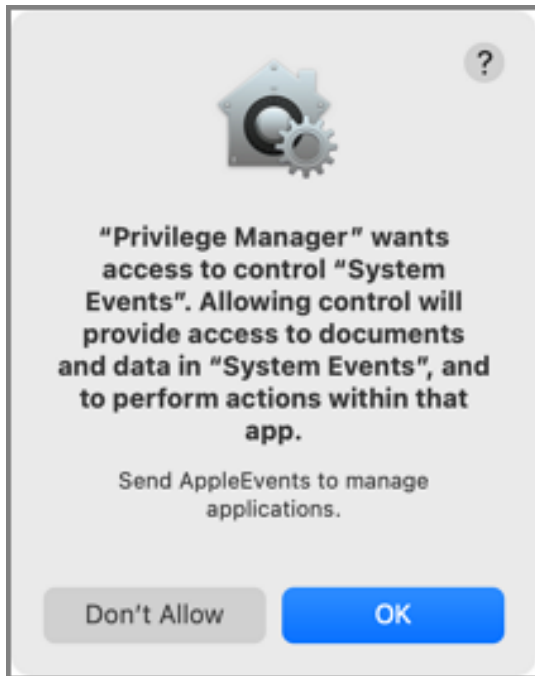 ?
“Privilege Manager” wants
access to control “System
Events”. Allowing control will
provide access to documents
and data in “System Events”, and
to perform actions within that
app.
Send AppleEvents to manage
applications.
Don’t Allow
OK